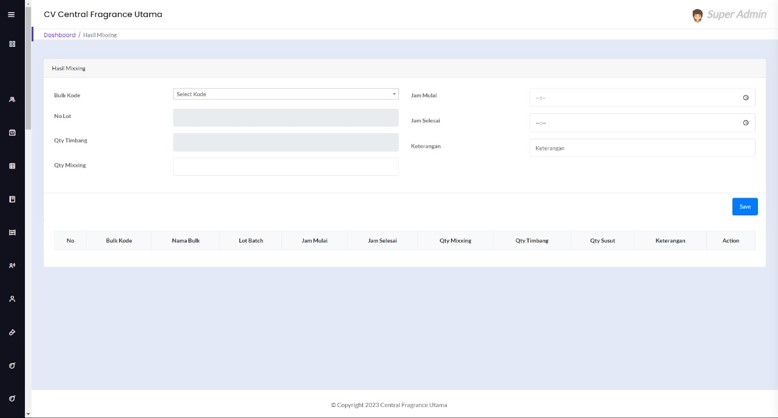 CV Central Fragrance Utama
Super Admin
Dashboard / Hasil Mixxing
Hasil Mixxing
Bulk Kode
Select Kode
No Lot
Qty Timbang
Qty Mixxing
Jam Mulai
--:--
Jam Selesai
--:--
Keterangan
Keterangan
Save
No Bulk Kode Nama Bulk Lot Batch Jam Mulai Jam Selesai Qty Mixxing Qty Timbang Qty Susut Keterangan Action
© Copyright 2023 Central Fragrance Utama